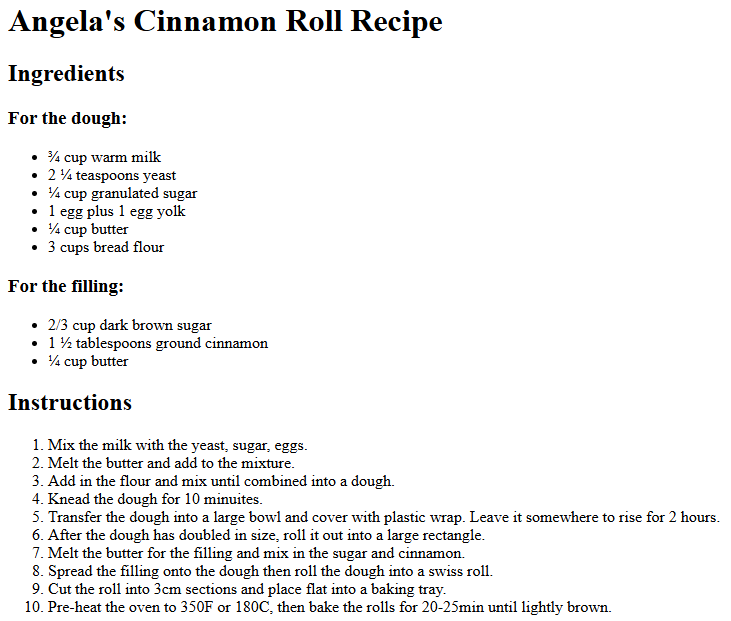 Angela's Cinnamon Roll Recipe
Ingredients
For the dough:
• ¾ cup warm milk
• 2 ¼ teaspoons yeast
• ¼ cup granulated sugar
• 1 egg plus 1 egg yolk
• ¼ cup butter
• 3 cups bread flour
For the filling:
• 2/3 cup dark brown sugar
• 1 ½ tablespoons ground cinnamon
• ¼ cup butter
Instructions
1. Mix the milk with the yeast, sugar, eggs.
2. Melt the butter and add to the mixture.
3. Add in the flour and mix until combined into a dough.
4. Knead the dough for 10 minuites.
5. Transfer the dough into a large bowl and cover with plastic wrap. Leave it somewhere to rise for 2 hours.
6. After the dough has doubled in size, roll it out into a large rectangle.
7. Melt the butter for the filling and mix in the sugar and cinnamon.
8. Spread the filling onto the dough then roll the dough into a swiss roll.
9. Cut the roll into 3cm sections and place flat into a baking tray.
10. Pre-heat the oven to 350F or 180C, then bake the rolls for 20-25min until lightly brown.